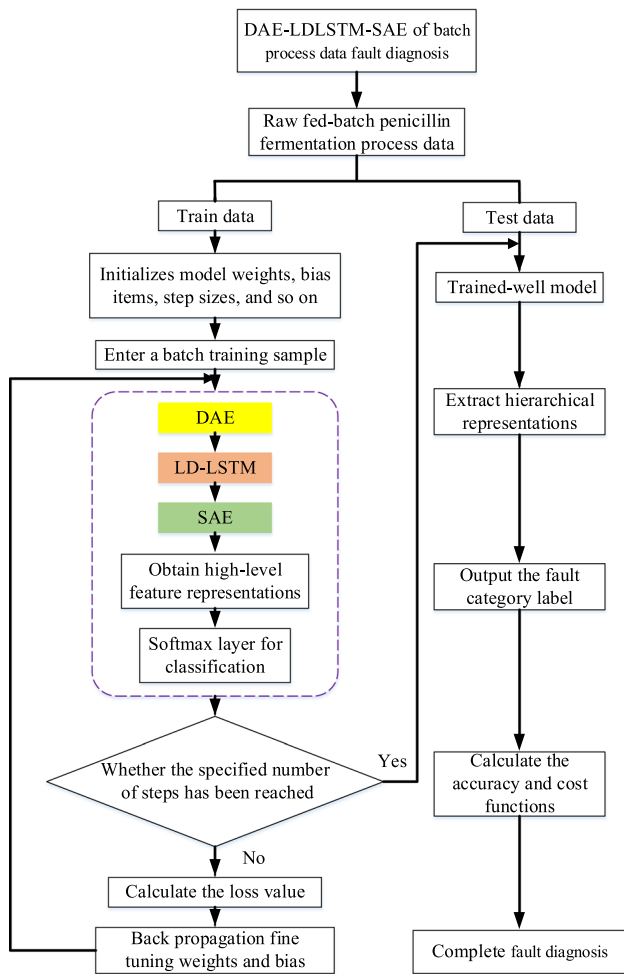 DAE-LDLSTM-SAE of batch
process data fault diagnosis
Raw fed-batch penicillin
fermentation process data
Train data
Initializes model weights, bias
items, step sizes, and so on
Enter a batch training sample
DAE
LD-LSTM
SAE
Obtain high-level
feature representations
Softmax layer for
classification
Whether the specified number
of steps has been reached
Yes
No
Calculate the loss value
Back propagation fine
tuning weights and bias
Test data
Trained-well model
Extract hierarchical
representations
Output the fault
category label
Calculate the
accuracy and cost
functions
Complete fault diagnosis